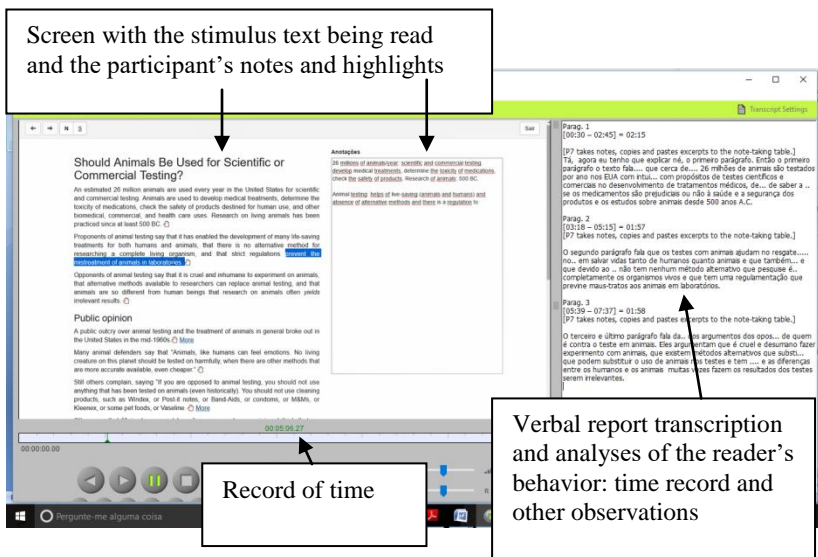 Screen with the stimulus text being read
and the participant's notes and highlights
Transcript Settings
N 3
Sair
Should Animals Be Used for Scientific or
Commercial Testing?
An estimated 26 million animals are used every year in the United States for scientific
and commercial testing. Animals are used to develop medical treatments, determine the
toxicity of medications, check the safety of products destined for human use, and other
biomedical, commercial, and health care uses. Research on living animals has been
practiced since at least 500 BC.
Proponents of animal testing say that it has enabled the development of many life-saving
treatments for both humans and animals, that there is no alternative method for
researching a complete living organism, and that strict regulations prevent the
mistreatment of animals in laboratories.
Opponents of animal testing say that it is cruel and inhumane to experiment on animals,
that alternative methods available to researchers can replace animal testing, and that
animals are so different from human beings that research on animals often yields
irrelevant results.
Public opinion
A public outcry over animal testing and the treatment of animals in general broke out in
the United States in the mid-1960s. More
Many animal defenders say that "Animals, like humans can feel emotions. No living
creature on this planet should be tested on harmfully, when there are other methods that
are more accurate available, even cheaper."
Still others complain, saying "If you are opposed to animal testing, you should not use
anything that has been tested on animals (even historically). You should not use cleaning
products, such as Windex, or Post-it notes, or Band-Aids, or condoms, or M&Ms, or
Kleenex, or some pet foods, or Vaseline. More
Anotações
26 millions of animals/year: scientific and commercial testing
develop medical treatments, determine the toxicity of medications,
check the safety of products. Research of animals: 500 BC.
Animal testing: helps of live-saving (animals and humans) and
absence of alternative methods and there is a regulation to
Parag. 1
[00:30 – 02:45] = 02:15
[P7 takes notes, copies and pastes excerpts to the note-taking table.]
Tá, agora eu tenho que explicar né, o primeiro parágrafo. Então o primeiro
parágrafo o texto fala.... que cerca de.... 26 milhões de animais são testados
por ano nos EUA com intui... com propósitos de testes científicos e
comerciais no desenvolvimento de tratamentos médicos, de... de saber a ..
se os medicamentos são prejudiciais ou não à saúde e a segurança dos
produtos e os estudos sobre animais desde 500 anos A.C.
Parag. 2
[03:18 – 05:15] = 01:57
[P7 takes notes, copies and pastes excerpts to the note-taking table.]
O segundo parágrafo fala que os testes com animais ajudam no resgate.....
no.. em salvar vidas tanto de humanos quanto animais e que também... e
que devido ao .. não tem nenhum método alternativo que pesquise é..
completamente os organismos vivos e que tem uma regulamentação que
previne maus-tratos aos animais em laboratórios.
Parag. 3
[05:39 – 07:37] = 01:58
[P7 takes notes, copies and pastes excerpts to the note-taking table.]
O terceiro e último parágrafo fala da.. dos argumentos dos opos... de quem
é contra o teste em animais. Eles argumentam que é cruel e desumano fazer
experimento com animais, que existem métodos alternativos que substi...
que podem substituir o uso de animais nos testes e tem .... e as diferenças
entre os humanos e os animais muitas vezes fazem os resultados dos testes
serem irrelevantes.
00:05:06.27
00:00:00.00
Record of time
Verbal report transcription
and analyses of the reader's
behavior: time record and
other observations
Pergunte-me alguma coisa